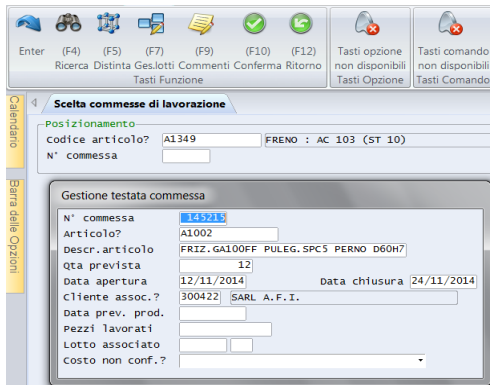 Enter (F4) (F5) (F7) (F9) (F10) (F12) Tasti opzione Tasti comando
Ricerca Distinta Ges.lotti Commenti Conferma Ritorno non disponibili non disponibili
Tasti Funzione Tasti Opzione Tasti Comando
Calendario
Barra delle Opzioni
Scelta commesse di lavorazione
Posizionamento
Codice articolo? A1349 FRENO : AC 103 (ST 10)
N° commessa
Gestione testata commessa
N° commessa 145215
Articolo? A1002
Descr.articolo FRIZ.GA100FF PULEG.SPC5 PERNO D60H7
Qta prevista 12
Data apertura 12/11/2014 Data chiusura 24/11/2014
Cliente assoc.? 300422 SARL A.F.I.
Data prev. prod.
Pezzi lavorati
Lotto associato
Costo non conf.?